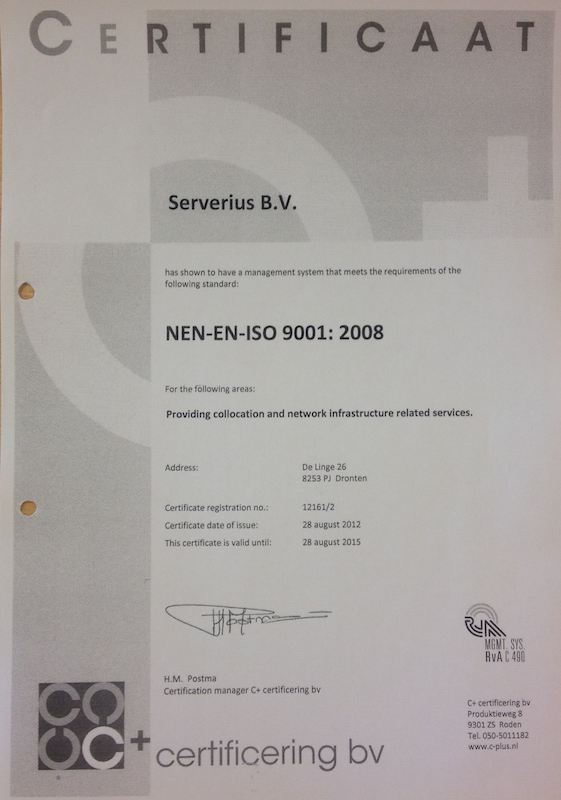 CERTIFICAAT
Serverius B.V.
has shown to have a management system that meets the requirements of the
following standard:
NEN-EN-ISO 9001: 2008
For the following areas:
Providing collocation and network infrastructure related services.
Address: De Linge 26
8253 PJ Dronten
Certificate registration no.: 12161/2
Certificate date of issue: 28 august 2012
This certificate is valid until: 28 august 2015
H.M. Postma
Certification manager C+ certificering bv
RvA
MGMT. SYS.
RvA C 490
C+ certificering bv
Produktieweg 8
9301 ZS Roden
Tel. 050-5011182
www.c-plus.nl
C+ certificering bv